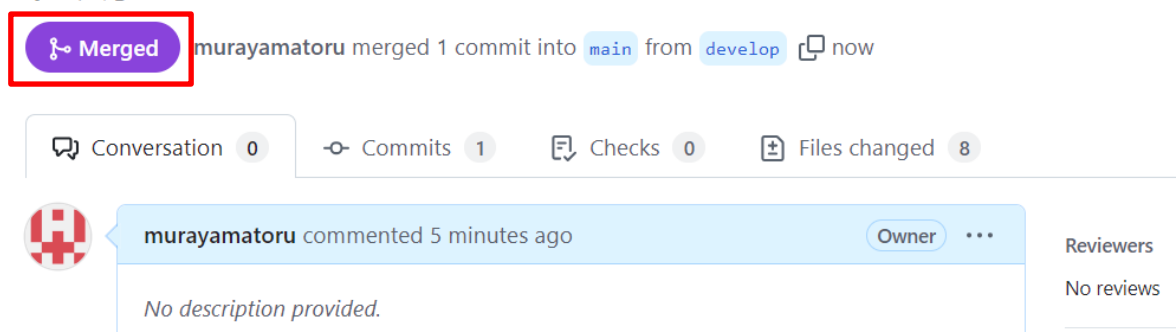 Merged murayamatoru merged 1 commit into main from develop now
Conversation 0 Commits 1 Checks 0 Files changed 8
murayamatoru commented 5 minutes ago Owner ...
Reviewers
No reviews
No description provided.